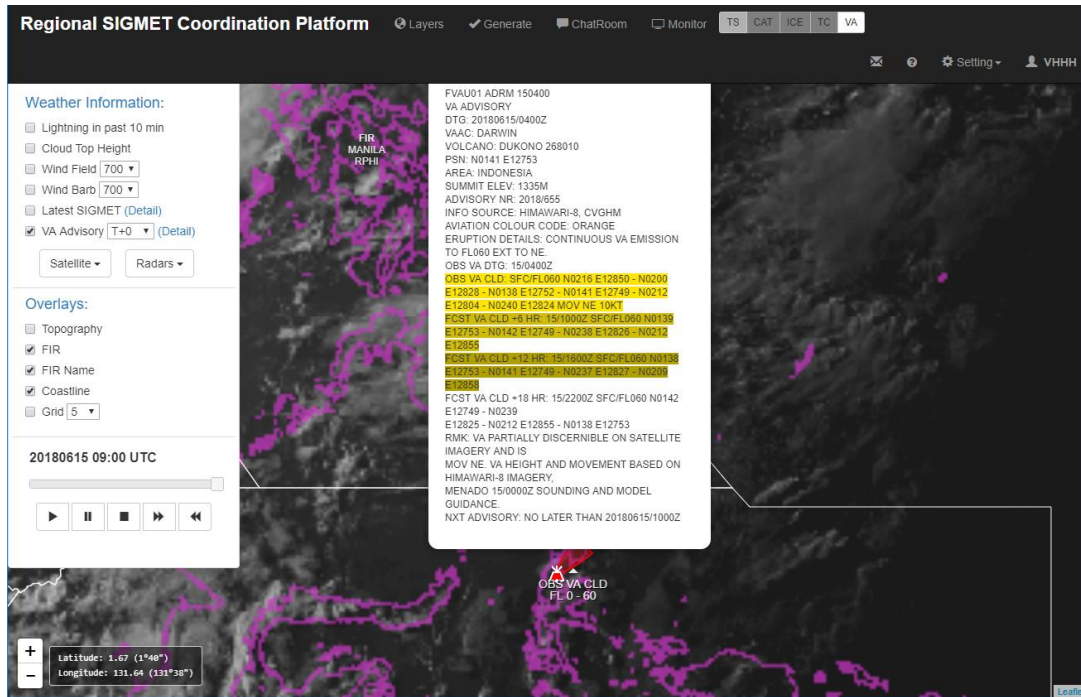 Regional SIGMET Coordination Platform Layers Generate ChatRoom Monitor TS CAT ICE TC VA
Setting VHHH
Weather Information:
Lightning in past 10 min
Cloud Top Height
Wind Field 700
Wind Barb 700
Latest SIGMET (Detail)
VA Advisory T+0 (Detail)
Satellite Radars
Overlays:
Topography
FIR
FIR Name
Coastline
Grid 5
20180615 09:00 UTC
FIR
MANILA
RPHI
FVAU01 ADRM 150400
VA ADVISORY
DTG: 20180615/0400Z
VAAC: DARWIN
VOLCANO: DUKONO 268010
PSN: N0141 E12753
AREA: INDONESIA
SUMMIT ELEV: 1335M
ADVISORY NR: 2018/655
INFO SOURCE: HIMAWARI-8, CVGHM
AVIATION COLOUR CODE: ORANGE
ERUPTION DETAILS: CONTINUOUS VA EMISSION
TO FL060 EXT TO NE.
OBS VA DTG: 15/0400Z
OBS VA CLD: SFC/FL060 N0216 E12850 - N0200
E12828 - N0138 E12752 - N0141 E12749 - N0212
E12804 - N0240 E12824 MOV NE 10KT
FCST VA CLD +6 HR: 15/1000Z SFC/FL060 N0139
E12753 - N0142 E12749 - N0238 E12826 - N0212
E12855
FCST VA CLD +12 HR: 15/1600Z SFC/FL060 N0138
E12753 - N0141 E12749 - N0237 E12827 - N0209
E12858
FCST VA CLD +18 HR: 15/2200Z SFC/FL060 N0142
E12749 - N0239
E12825 - N0212 E12855 - N0138 E12753
RMK: VA PARTIALLY DISCERNIBLE ON SATELLITE
IMAGERY AND IS
MOV NE. VA HEIGHT AND MOVEMENT BASED ON
HIMAWARI-8 IMAGERY,
MENADO 15/0000Z SOUNDING AND MODEL
GUIDANCE.
NXT ADVISORY: NO LATER THAN 20180615/1000Z
OBS VA CLD
FL 0 - 60
+
−
Latitude: 1.67 (1°40")
Longitude: 131.64 (131°38")